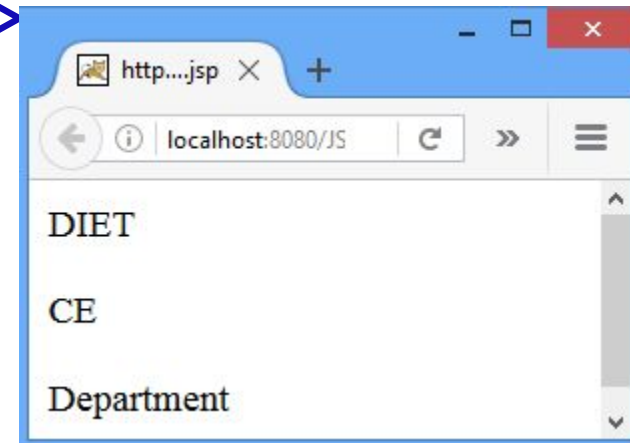 >
http....jsp
localhost:8080/JS
DIET
CE
Department